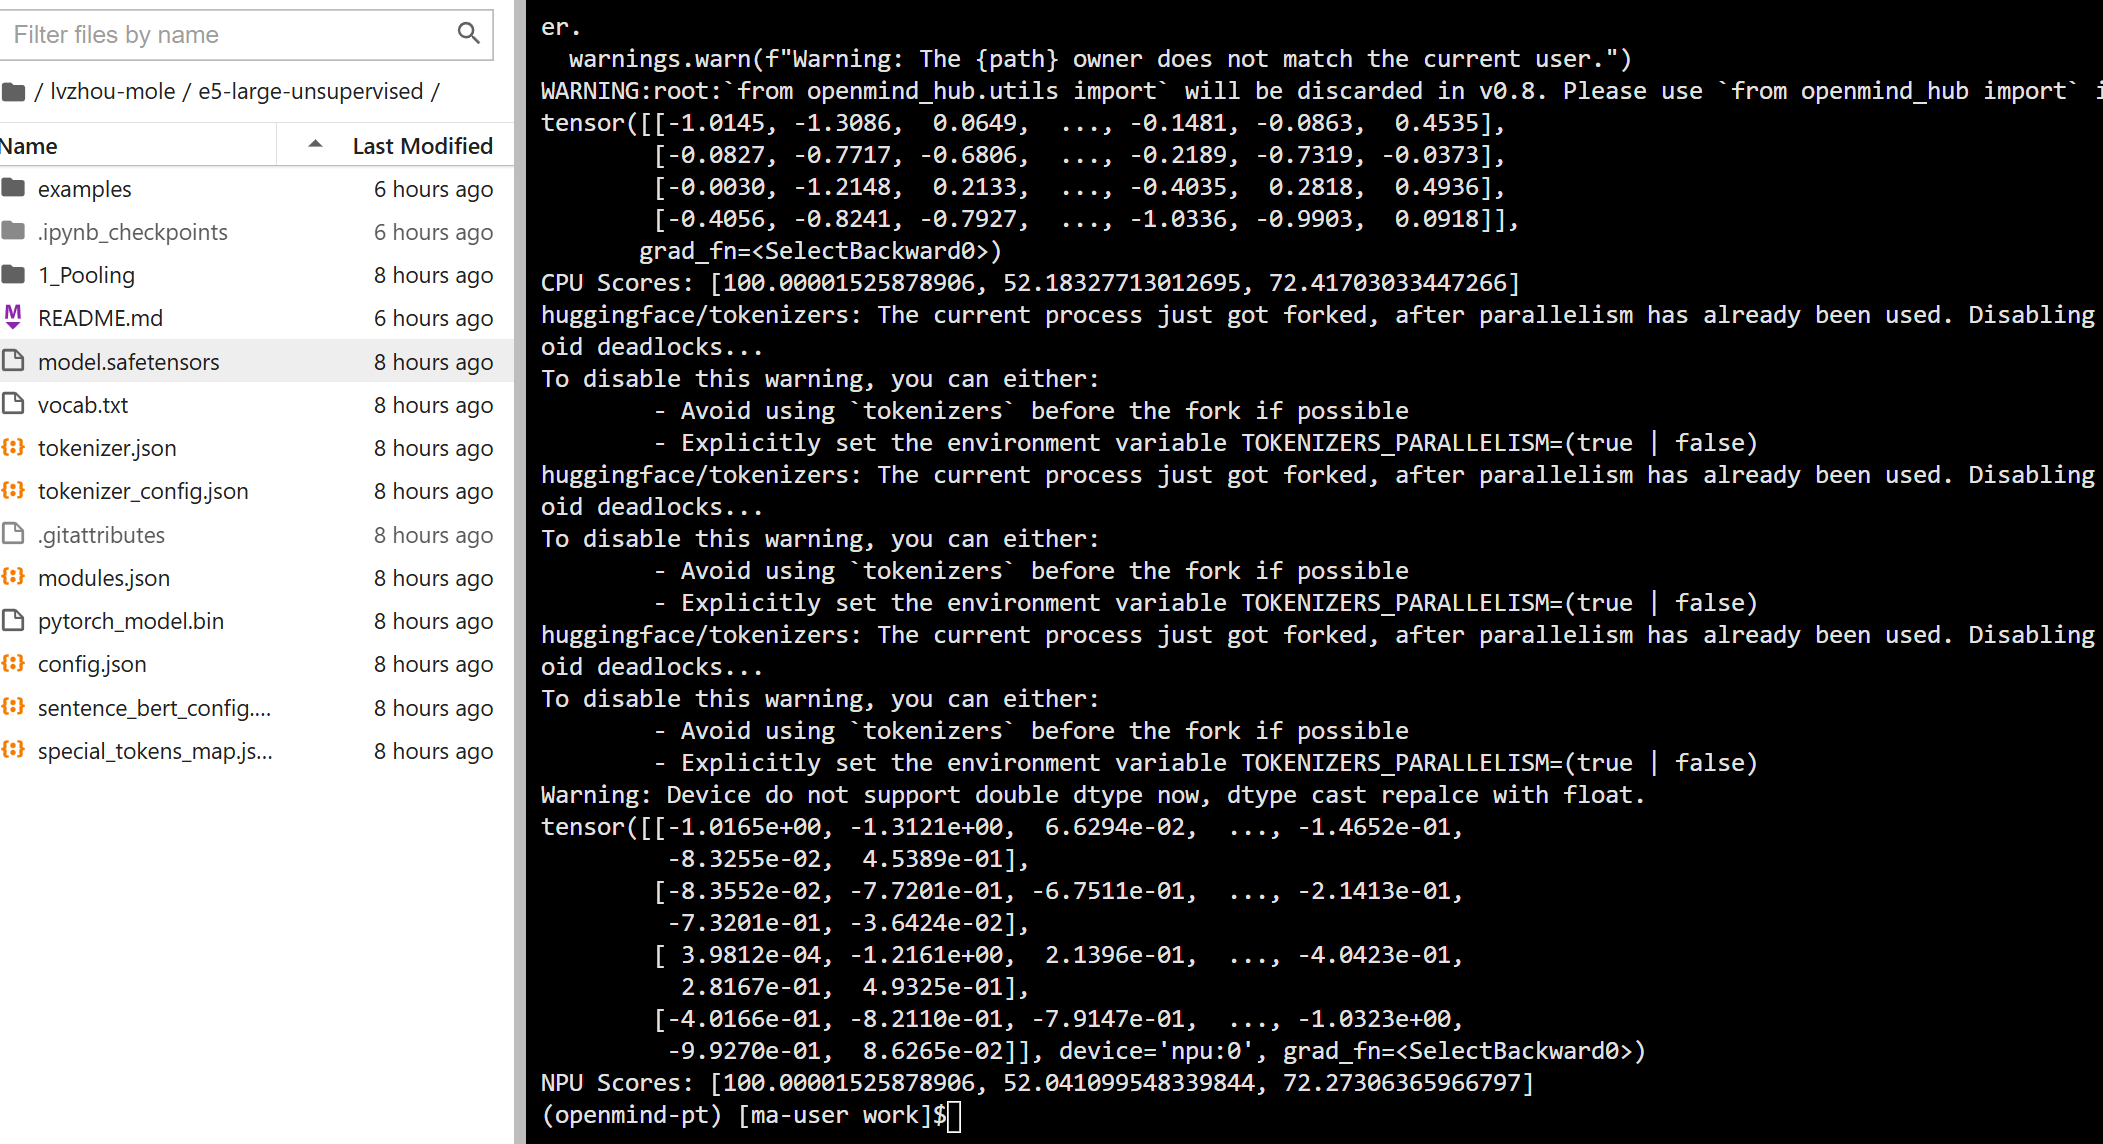 Filter files by name
/ lvzhou-mole / e5-large-unsupervised /
Name Last Modified
examples 6 hours ago
.ipynb_checkpoints 6 hours ago
1_Pooling 8 hours ago
README.md 6 hours ago
model.safetensors 8 hours ago
vocab.txt 8 hours ago
tokenizer.json 8 hours ago
tokenizer_config.json 8 hours ago
.gitattributes 8 hours ago
modules.json 8 hours ago
pytorch_model.bin 8 hours ago
config.json 8 hours ago
sentence_bert_config.... 8 hours ago
special_tokens_map.js... 8 hours ago
er.
  warnings.warn(f"Warning: The {path} owner does not match the current user.")
WARNING:root:`from openmind_hub.utils import` will be discarded in v0.8. Please use `from openmind_hub import` i
tensor([[-1.0145, -1.3086,  0.0649,  ..., -0.1481, -0.0863,  0.4535],
        [-0.0827, -0.7717, -0.6806,  ..., -0.2189, -0.7319, -0.0373],
        [-0.0030, -1.2148,  0.2133,  ..., -0.4035,  0.2818,  0.4936],
        [-0.4056, -0.8241, -0.7927,  ..., -1.0336, -0.9903,  0.0918]],
       grad_fn=<SelectBackward0>)
CPU Scores: [100.00001525878906, 52.18327713012695, 72.41703033447266]
huggingface/tokenizers: The current process just got forked, after parallelism has already been used. Disabling
oid deadlocks...
To disable this warning, you can either:
        - Avoid using `tokenizers` before the fork if possible
        - Explicitly set the environment variable TOKENIZERS_PARALLELISM=(true | false)
huggingface/tokenizers: The current process just got forked, after parallelism has already been used. Disabling
oid deadlocks...
To disable this warning, you can either:
        - Avoid using `tokenizers` before the fork if possible
        - Explicitly set the environment variable TOKENIZERS_PARALLELISM=(true | false)
huggingface/tokenizers: The current process just got forked, after parallelism has already been used. Disabling
oid deadlocks...
To disable this warning, you can either:
        - Avoid using `tokenizers` before the fork if possible
        - Explicitly set the environment variable TOKENIZERS_PARALLELISM=(true | false)
Warning: Device do not support double dtype now, dtype cast repalce with float.
tensor([[-1.0165e+00, -1.3121e+00,  6.6294e-02,  ..., -1.4652e-01,
         -8.3255e-02,  4.5389e-01],
        [-8.3552e-02, -7.7201e-01, -6.7511e-01,  ..., -2.1413e-01,
         -7.3201e-01, -3.6424e-02],
        [ 3.9812e-04, -1.2161e+00,  2.1396e-01,  ..., -4.0423e-01,
          2.8167e-01,  4.9325e-01],
        [-4.0166e-01, -8.2110e-01, -7.9147e-01,  ..., -1.0323e+00,
         -9.9270e-01,  8.6265e-02]], device='npu:0', grad_fn=<SelectBackward0>)
NPU Scores: [100.00001525878906, 52.041099548339844, 72.27306365966797]
(openmind-pt) [ma-user work]$